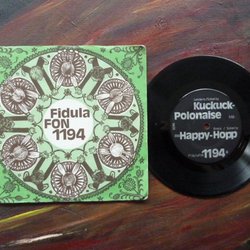 Fidula
FON
1194
Kuckuck-
Polonaise
Happy-Hopp
1194